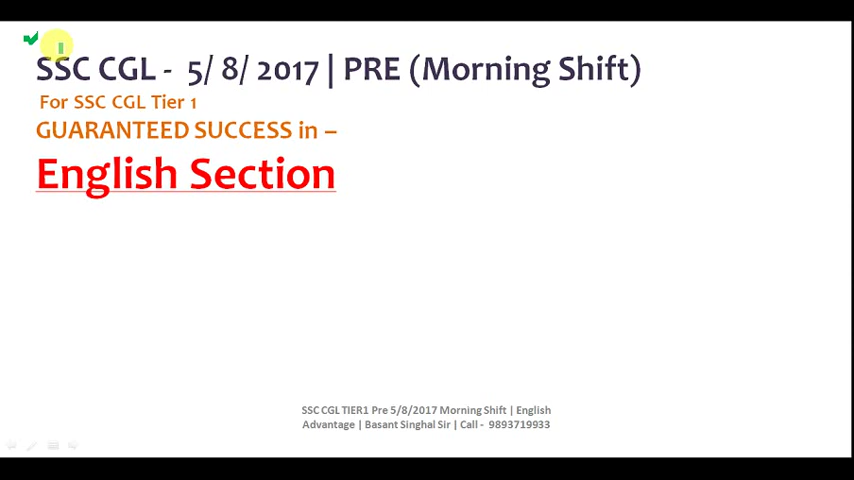 SSC CGL - 5/ 8/ 2017 | PRE (Morning Shift)
For SSC CGL Tier 1
GUARANTEED SUCCESS in –
English Section
SSC CGL TIER1 Pre 5/8/2017 Morning Shift | English
Advantage | Basant Singhal Sir | Call - 9893719933